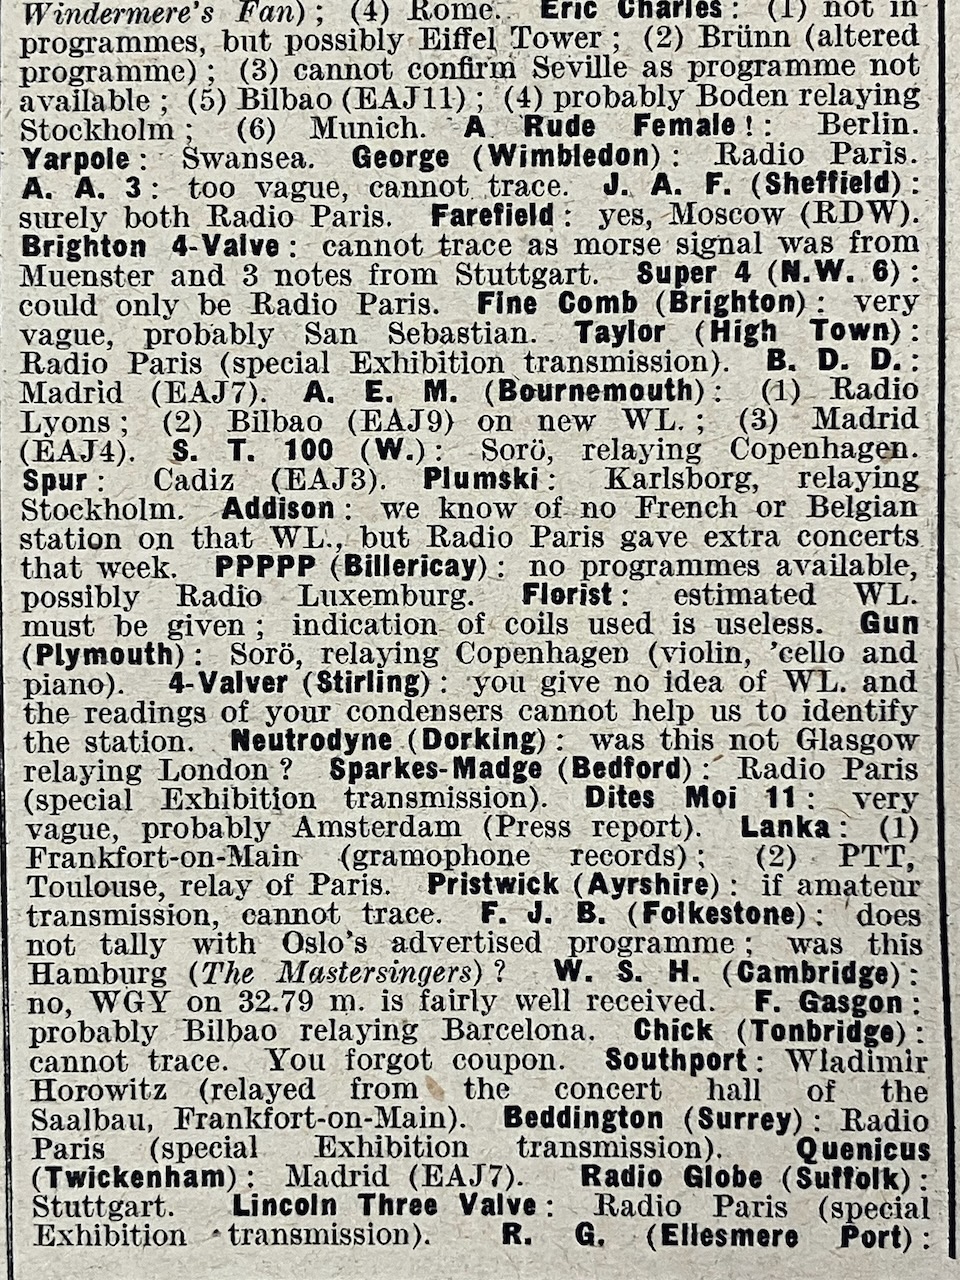 Windermere's Fan) ; (4) Rome. Eric Charles : (1) not in
programmes, but possibly Eiffel Tower ; (2) Brünn (altered
programme) ; (3) cannot confirm Seville as programme not
available ; (5) Bilbao (EAJ11) ; (4) probably Boden relaying
Stockholm ; (6) Munich. A Rude Female! : Berlin.
Yarpole : Swansea. George (Wimbledon) : Radio Paris.
A. A. 3 : too vague, cannot trace. J. A. F. (Sheffield) :
surely both Radio Paris. Farefield : yes, Moscow (RDW).
Brighton 4-Valve : cannot trace as morse signal was from
Muenster and 3 notes from Stuttgart. Super 4 (N.W. 6) :
could only be Radio Paris. Fine Comb (Brighton) : very
vague, probably San Sebastian. Taylor (High Town) :
Radio Paris (special Exhibition transmission). B. D. D. :
Madrid (EAJ7). A. E. M. (Bournemouth) : (1) Radio
Lyons ; (2) Bilbao (EAJ9) on new WL. ; (3) Madrid
(EAJ4). S. T. 100 (W.) : Sorö, relaying Copenhagen.
Spur : Cadiz (EAJ3). Plumski : Karlsborg, relaying
Stockholm. Addison : we know of no French or Belgian
station on that WL., but Radio Paris gave extra concerts
that week. PPPPP (Billericay) : no programmes available,
possibly Radio Luxemburg. Florist : estimated WL.
must be given ; indication of coils used is useless. Gun
(Plymouth) : Sorö, relaying Copenhagen (violin, 'cello and
piano). 4-Valver (Stirling) : you give no idea of WL. and
the readings of your condensers cannot help us to identify
the station. Neutrodyne (Dorking) : was this not Glasgow
relaying London ? Sparkes-Madge (Bedford) : Radio Paris
(special Exhibition transmission). Dites Moi 11 : very
vague, probably Amsterdam (Press report). Lanka : (1)
Frankfort-on-Main (gramophone records) ; (2) PTT,
Toulouse, relay of Paris. Pristwick (Ayrshire) : if amateur
transmission, cannot trace. F. J. B. (Folkestone) : does
not tally with Oslo's advertised programme ; was this
Hamburg (The Mastersingers) ? W. S. H. (Cambridge) :
no, WGY on 32.79 m. is fairly well received. F. Gasgon :
probably Bilbao relaying Barcelona. Chick (Tonbridge) :
cannot trace. You forgot coupon. Southport : Wladimir
Horowitz (relayed from the concert hall of the
Saalbau, Frankfort-on-Main). Beddington (Surrey) : Radio
Paris (special Exhibition transmission). Quenicus
(Twickenham) : Madrid (EAJ7). Radio Globe (Suffolk) :
Stuttgart. Lincoln Three Valve : Radio Paris (special
Exhibition transmission). R. G. (Ellesmere Port) :